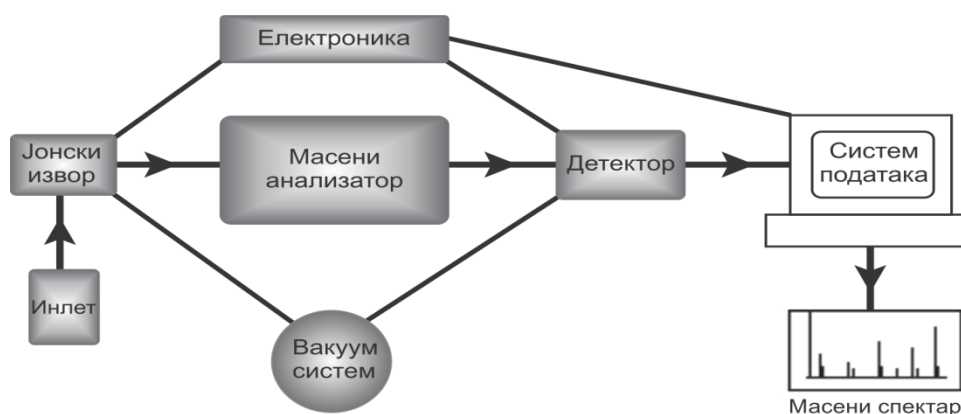 Електроника
Јонски
извор
Масени
анализатор
Детектор
Систем
података
Инлет
Вакуум
систем
Масени спектар